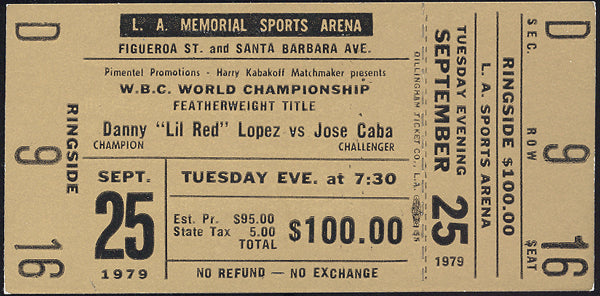 D
9
16
RINGSIDE
L. A. MEMORIAL SPORTS ARENA
FIGUEROA ST. and SANTA BARBARA AVE.
Pimentel Promotions - Harry Kabakoff Matchmaker presents
W.B.C. WORLD CHAMPIONSHIP
FEATHERWEIGHT TITLE
Danny "Lil Red" Lopez vs Jose Caba
CHAMPION CHALLENGER
SEPT.
25
1979
TUESDAY EVE. at 7:30
Est. Pr. $95.00
State Tax 5.00
TOTAL
$100.00
NO REFUND — NO EXCHANGE
DILLINGHAM TICKET CO., L.A.
TUESDAY EVENING
SEPTEMBER 25
1979
L. A. SPORTS ARENA
RINGSIDE $100.00
SEC. D
ROW 9
SEAT 16